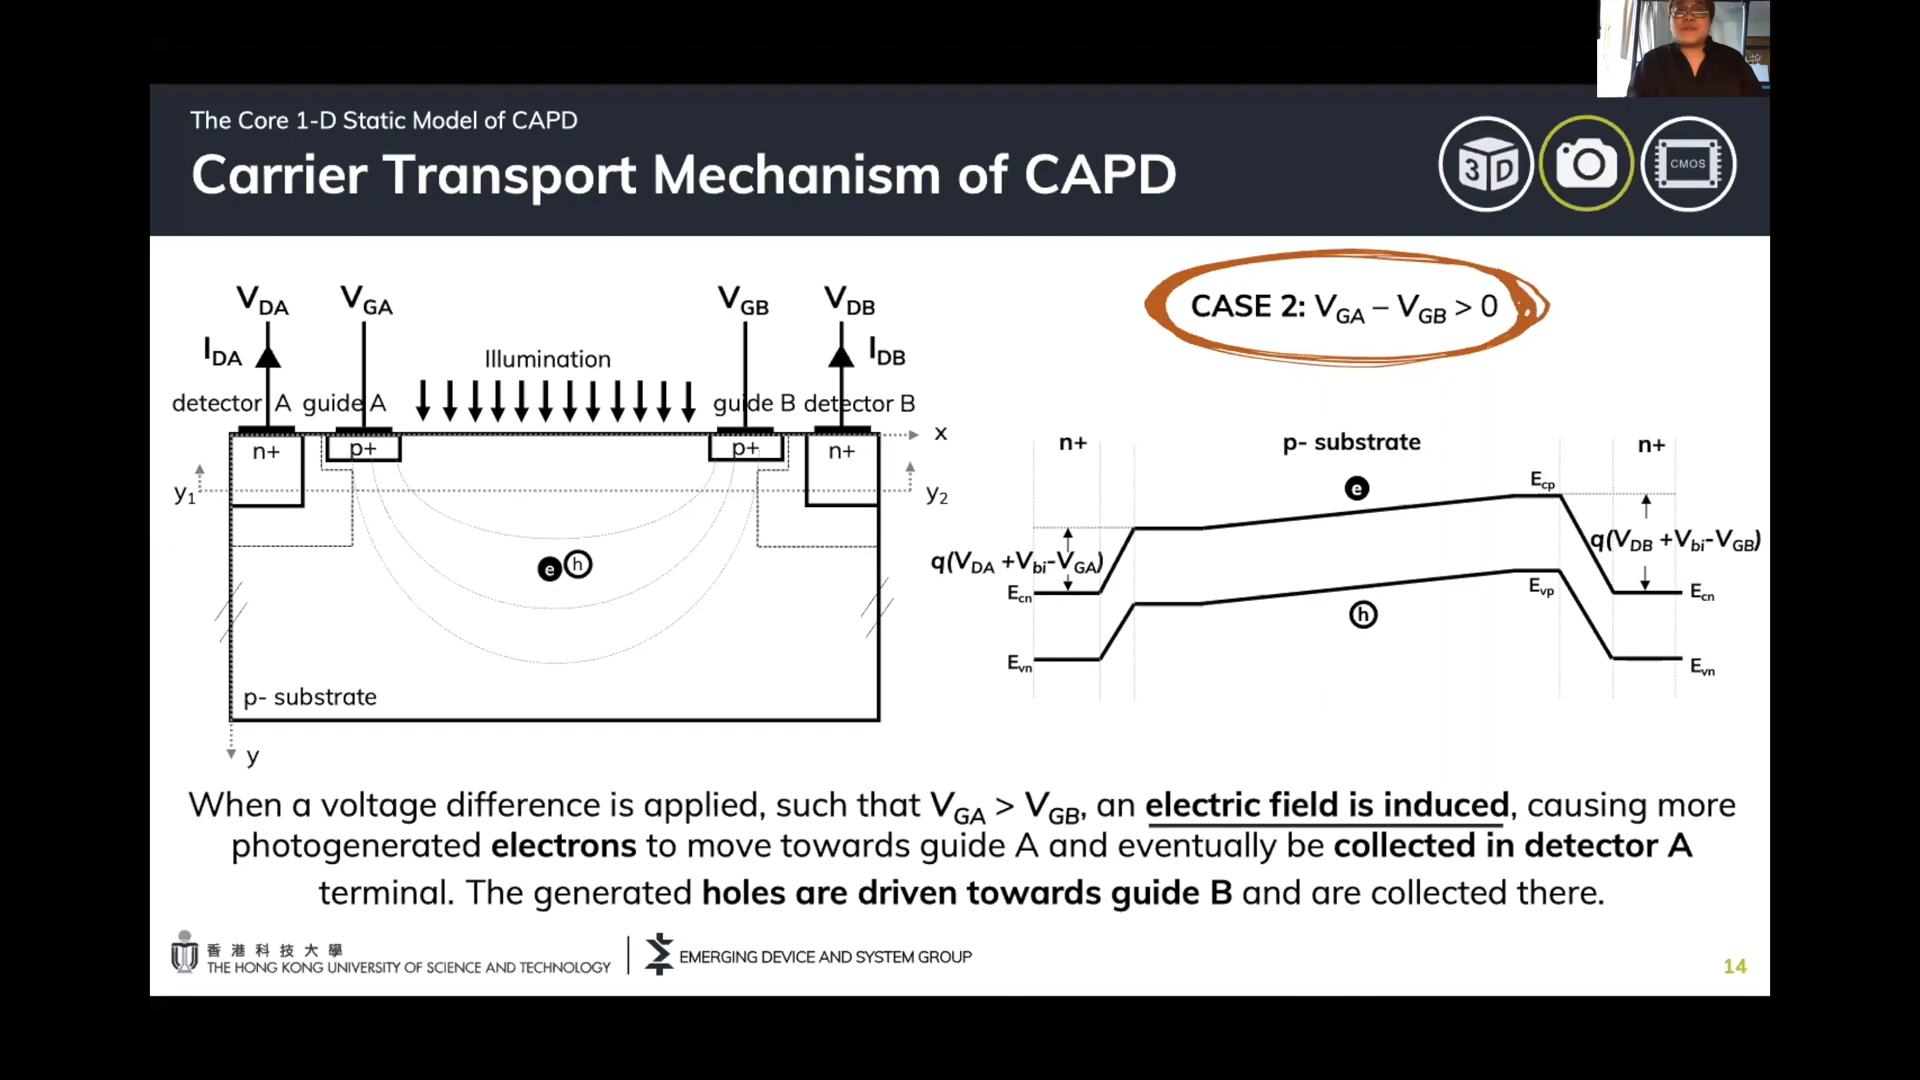 The Core 1-D Static Model of CAPD
Carrier Transport Mechanism of CAPD
3D
CMOS
CASE 2: VGA – VGB > 0
VDA VGA VGB VDB
IDA Illumination IDB
detector A guide A guide B detector B
n+ p+ p+ n+
x
y1 y2
e h
p- substrate
y
n+ p- substrate n+
e Ecp
q(VDA +Vbi-VGA) q(VDB +Vbi-VGB)
Ecn Evp Ecn
h
Evn Evn
When a voltage difference is applied, such that VGA > VGB, an electric field is induced, causing more
photogenerated electrons to move towards guide A and eventually be collected in detector A
terminal. The generated holes are driven towards guide B and are collected there.
香港科技大學
THE HONG KONG UNIVERSITY OF SCIENCE AND TECHNOLOGY
EMERGING DEVICE AND SYSTEM GROUP
14